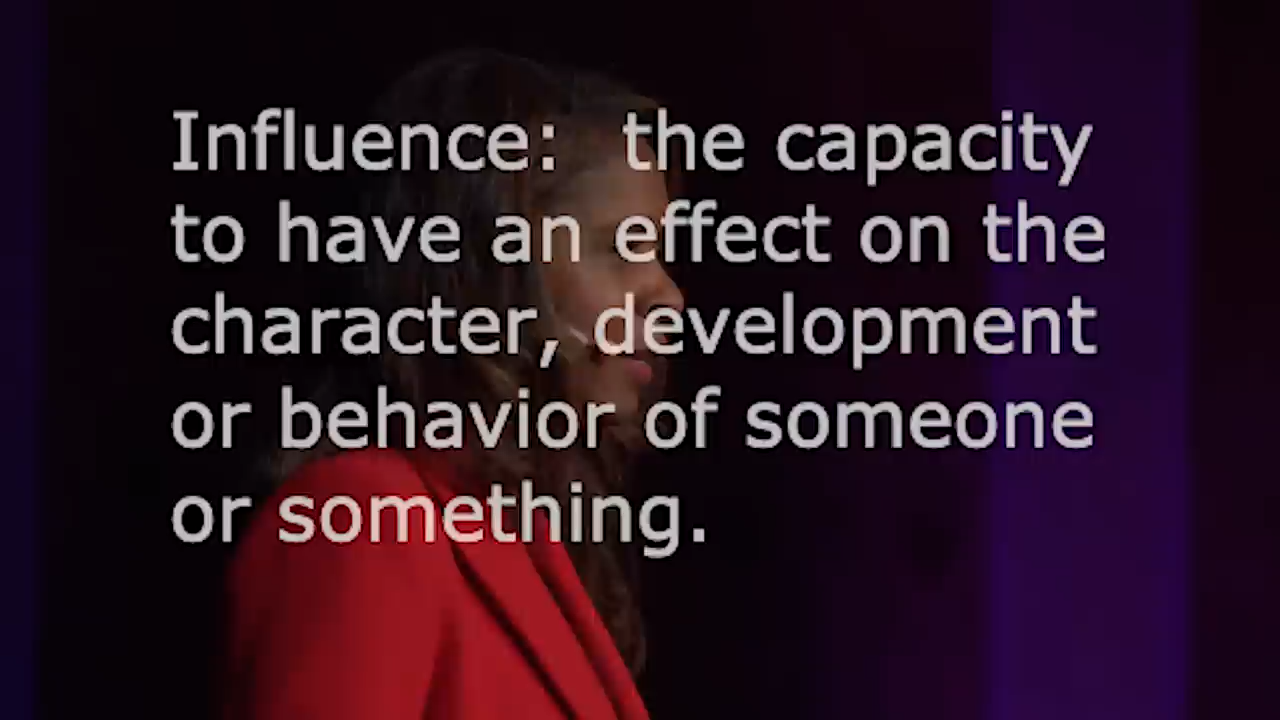 Influence:  the capacity
to have an effect on the
character, development
or behavior of someone
or something.